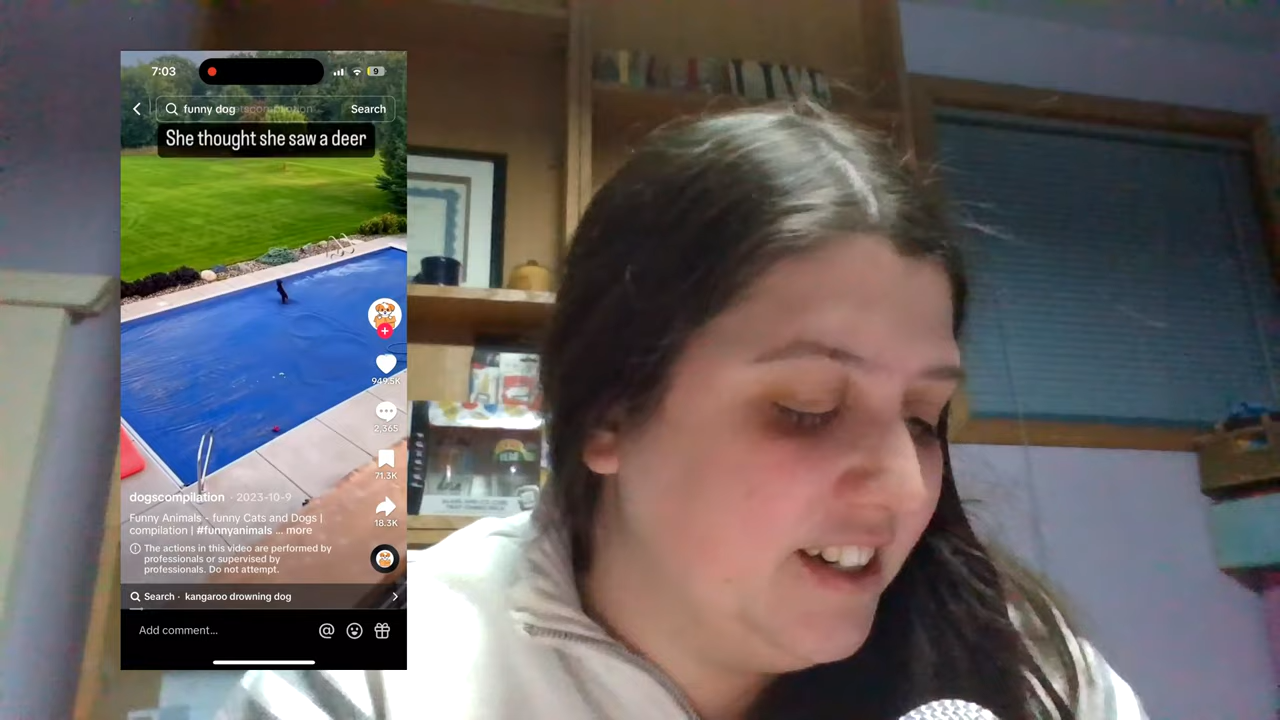 7:03
9
funny dog
Search
She thought she saw a deer
949.5K
2,365
71.3K
18.3K
dogscompilation · 2023-10-9
Funny Animals - funny Cats and Dogs |
compilation | #funnyanimals ... more
The actions in this video are performed by
professionals or supervised by
professionals. Do not attempt.
Search · kangaroo drowning dog
Add comment...